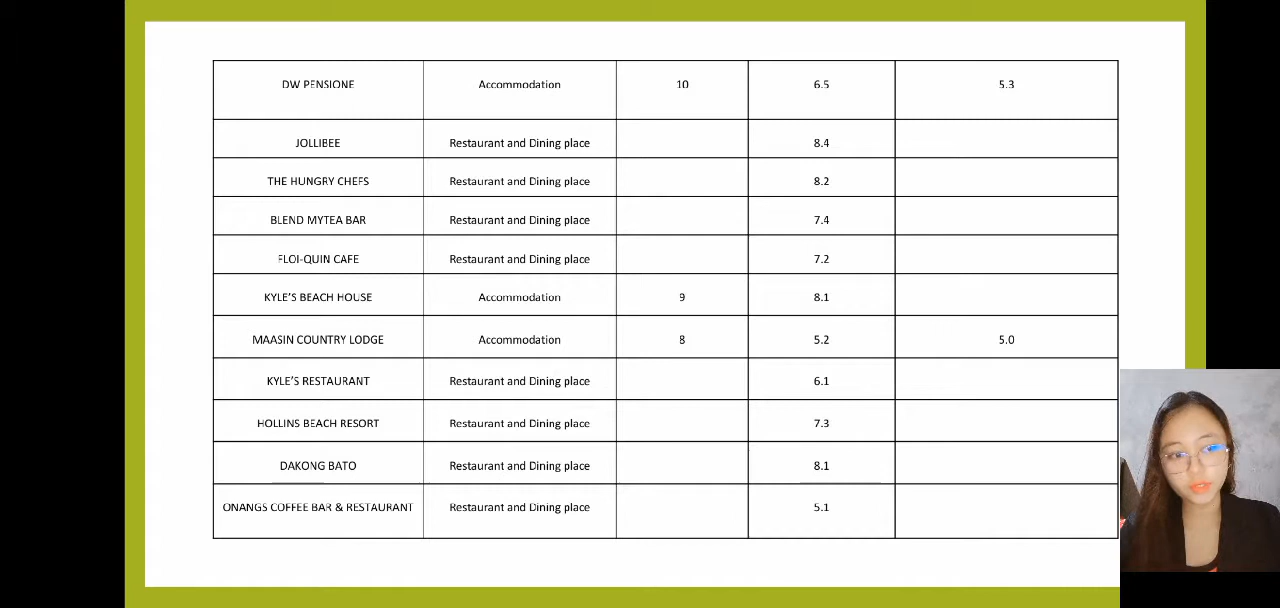 DW PENSIONE Accommodation 10 6.5 5.3
JOLLIBEE Restaurant and Dining place 8.4
THE HUNGRY CHEFS Restaurant and Dining place 8.2
BLEND MYTEA BAR Restaurant and Dining place 7.4
FLOI-QUIN CAFE Restaurant and Dining place 7.2
KYLE'S BEACH HOUSE Accommodation 9 8.1
MAASIN COUNTRY LODGE Accommodation 8 5.2 5.0
KYLE'S RESTAURANT Restaurant and Dining place 6.1
HOLLINS BEACH RESORT Restaurant and Dining place 7.3
DAKONG BATO Restaurant and Dining place 8.1
ONANGS COFFEE BAR & RESTAURANT Restaurant and Dining place 5.1